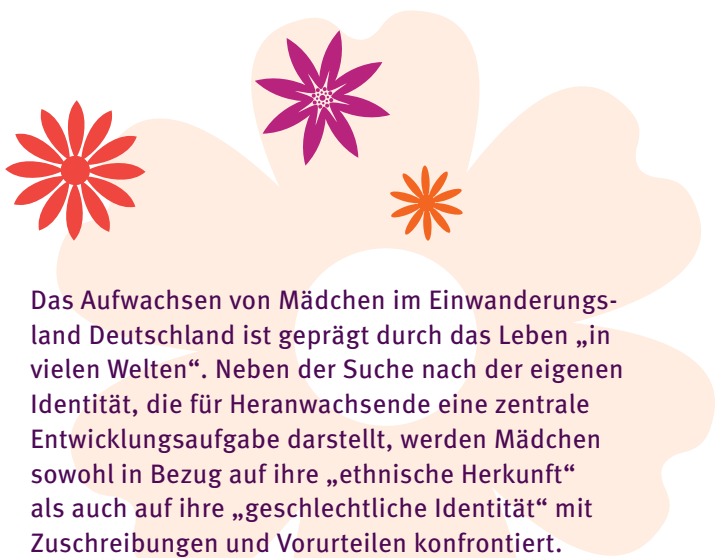 Das Aufwachsen von Mädchen im Einwanderungs-
land Deutschland ist geprägt durch das Leben „in
vielen Welten“. Neben der Suche nach der eigenen
Identität, die für Heranwachsende eine zentrale
Entwicklungsaufgabe darstellt, werden Mädchen
sowohl in Bezug auf ihre „ethnische Herkunft“
als auch auf ihre „geschlechtliche Identität“ mit
Zuschreibungen und Vorurteilen konfrontiert.